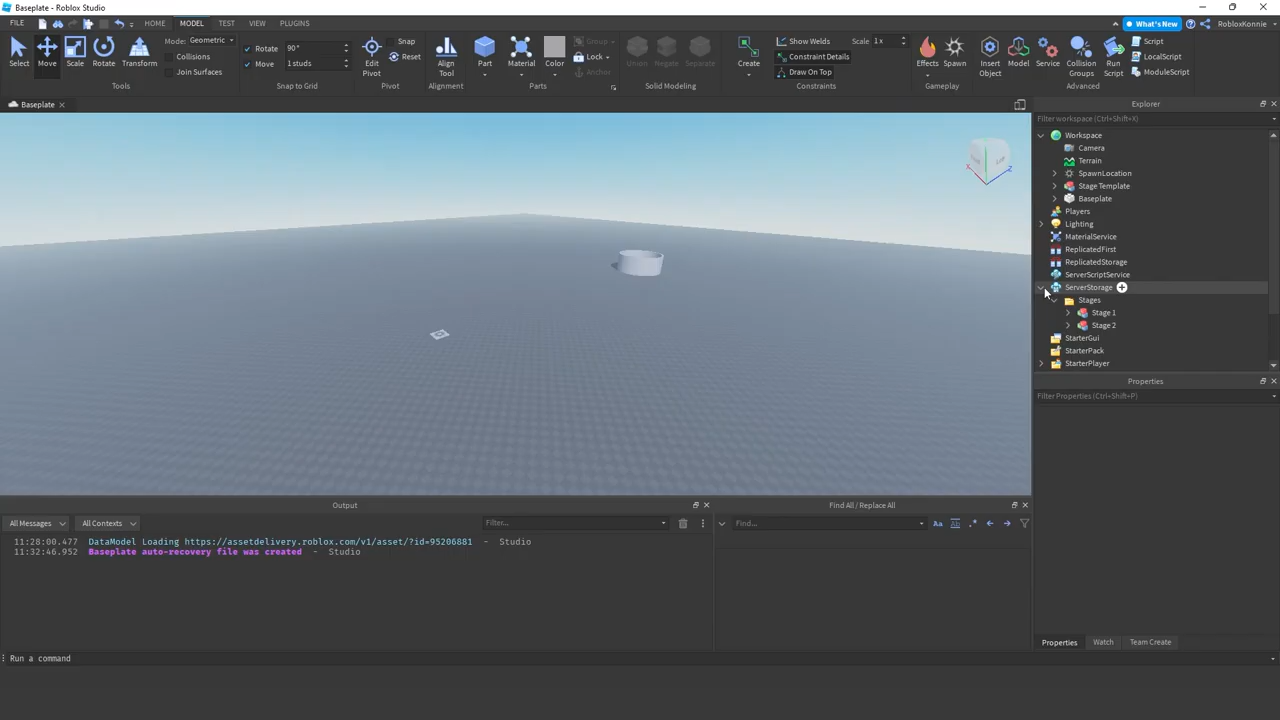 Baseplate - Roblox Studio
FILE HOME MODEL TEST VIEW PLUGINS What's New RobloxKonnie
Select Move Scale Rotate Transform
Mode: Geometric
Collisions
Join Surfaces
Tools
Rotate 90°
Move 1 studs
Snap to Grid
Edit Pivot
Snap
Reset
Pivot
Align Tool
Alignment
Part Material Color
Group
Lock
Anchor
Parts
Union Negate Separate
Solid Modeling
Create
Show Welds
Constraint Details
Draw On Top
Scale 1 x
Constraints
Effects Spawn
Gameplay
Insert Object Model Service Collision Groups Run Script
Script
LocalScript
ModuleScript
Advanced
Baseplate
Explorer
Filter workspace (Ctrl+Shift+X)
Workspace
Camera
Terrain
SpawnLocation
Stage Template
Baseplate
Players
Lighting
MaterialService
ReplicatedFirst
ReplicatedStorage
ServerScriptService
ServerStorage
Stages
Stage 1
Stage 2
StarterGui
StarterPack
StarterPlayer
Properties
Filter Properties (Ctrl+Shift+P)
Properties Watch Team Create
Output
All Messages All Contexts Filter...
11:28:00.477 DataModel Loading https://assetdelivery.roblox.com/v1/asset/?id=95206881 - Studio
11:32:46.952 Baseplate auto-recovery file was created - Studio
Find All / Replace All
Find... Aa Ab .*
Run a command